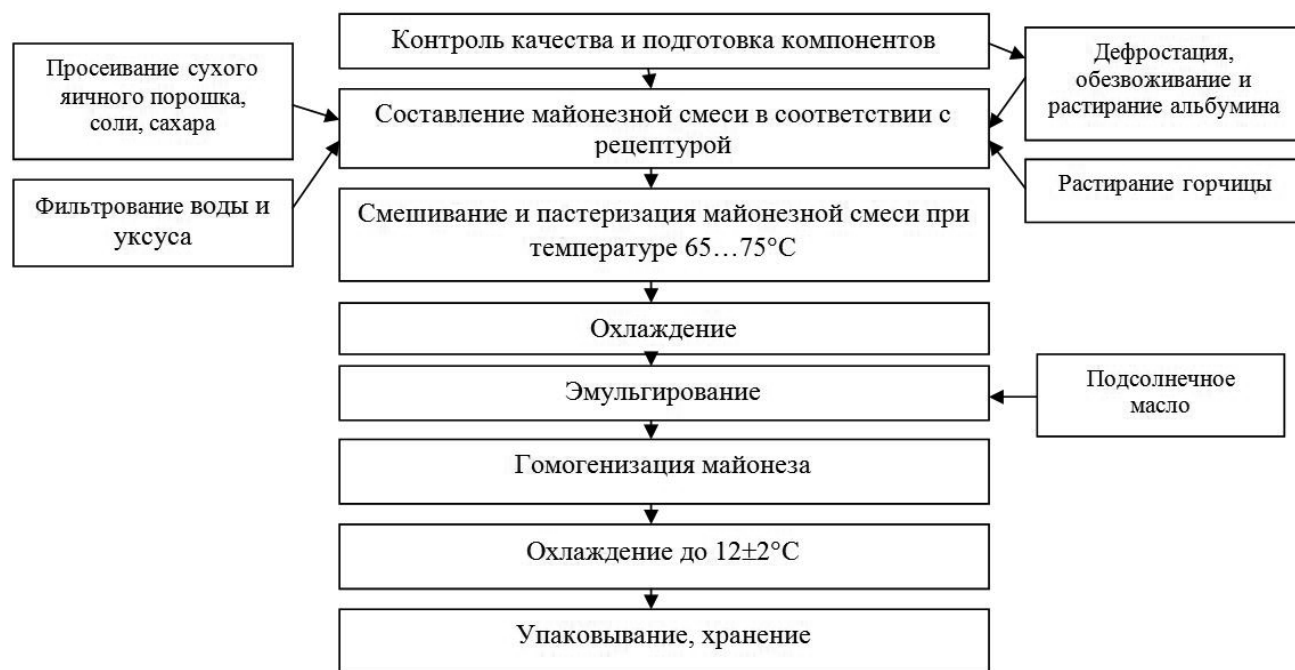 Контроль качества и подготовка компонентов
Просеивание сухого
яичного порошка,
соли, сахара
Дефростация,
обезвоживание и
растирание альбумина
Составление майонезной смеси в соответствии с
рецептурой
Фильтрование воды и
уксуса
Растирание горчицы
Смешивание и пастеризация майонезной смеси при
температуре 65…75°С
Охлаждение
Эмульгирование
Подсолнечное
масло
Гомогенизация майонеза
Охлаждение до 12±2°С
Упаковывание, хранение